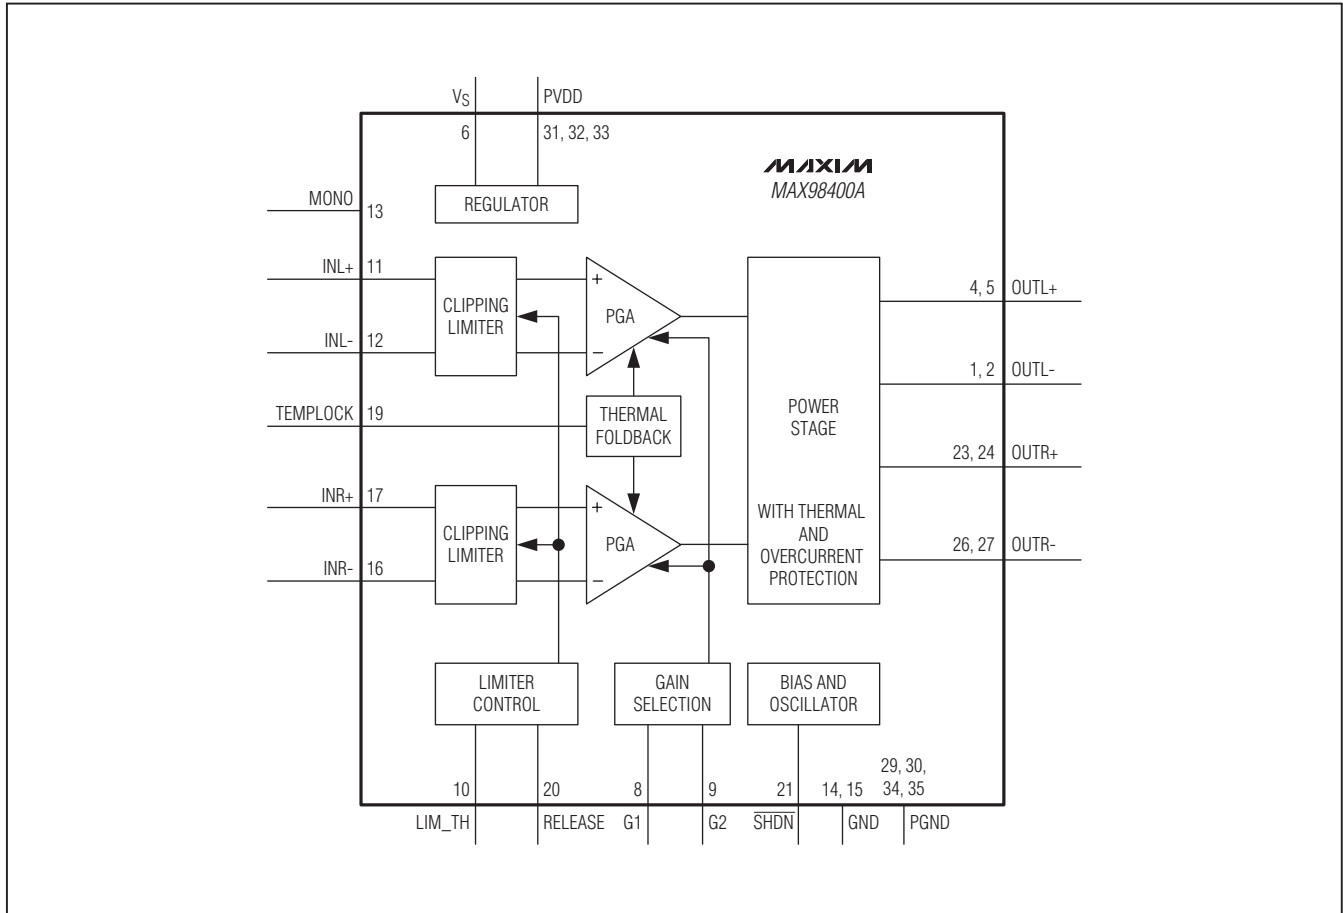 VS
PVDD
6
31, 32, 33
MAXIM
MAX98400A
REGULATOR
MONO
13
INL+
11
CLIPPING
LIMITER
+
PGA
−
INL-
12
4, 5
OUTL+
1, 2
OUTL-
TEMPLOCK
19
THERMAL
FOLDBACK
POWER
STAGE
23, 24
OUTR+
INR+
17
CLIPPING
LIMITER
+
PGA
−
INR-
16
WITH THERMAL
AND
OVERCURRENT
PROTECTION
26, 27
OUTR-
LIMITER
CONTROL
GAIN
SELECTION
BIAS AND
OSCILLATOR
10
20
8
9
21
14, 15
29, 30,
34, 35
LIM_TH
RELEASE
G1
G2
SHDN
GND
PGND